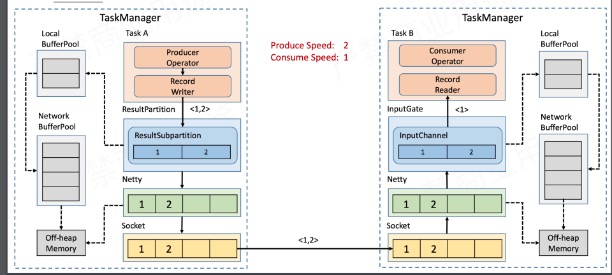 TaskManager
Local
BufferPool
Task A
Producer
Operator
Record
Writer
ResultPartition
<1,2>
ResultSubpartition
1 2
Network
BufferPool
Netty
1 2
Off-heap
Memory
Socket
1 2
Produce Speed: 2
Consume Speed: 1
<1,2>
TaskManager
Task B
Consumer
Operator
Record
Reader
Local
BufferPool
InputGate
<1>
InputChannel
1 2
Network
BufferPool
Netty
1 2
Socket
1 2
Off-heap
Memory